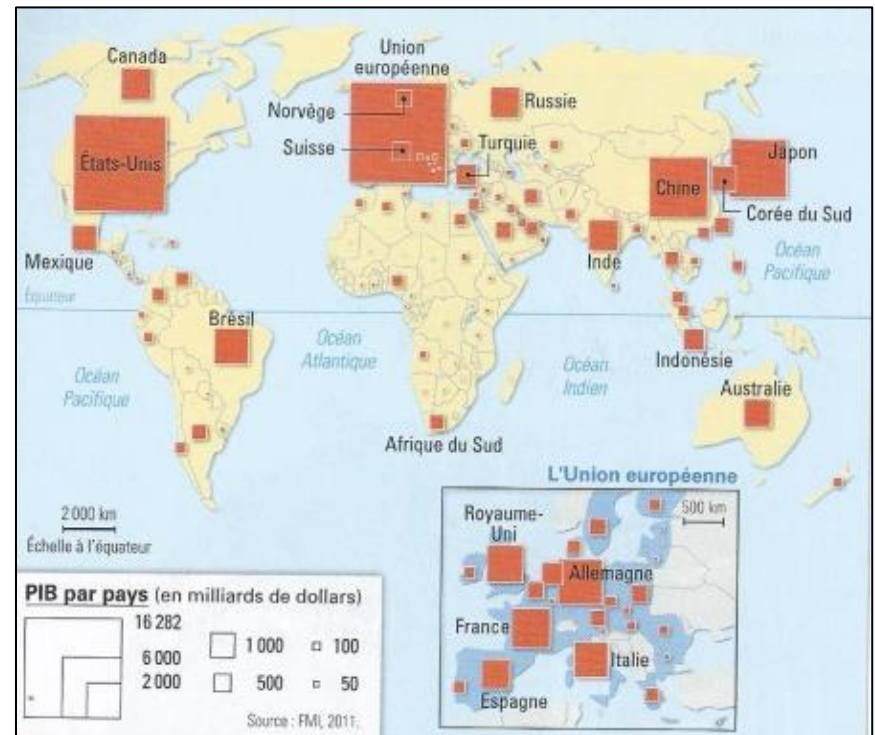 Canada
Union
européenne
Norvège
Russie
Suisse
Turquie
États-Unis
Japon
Chine
Corée du Sud
Mexique
Inde
Océan
Pacifique
Équateur
Brésil
Océan
Atlantique
Océan
Indien
Indonésie
Océan
Pacifique
Australie
Afrique du Sud
L'Union européenne
2 000 km
Échelle à l'équateur
Royaume-
Uni
500 km
Allemagne
France
Italie
Espagne
PIB par pays (en milliards de dollars)
16 282
6 000
2 000
1 000
100
500
50
Source : FMI, 2011.